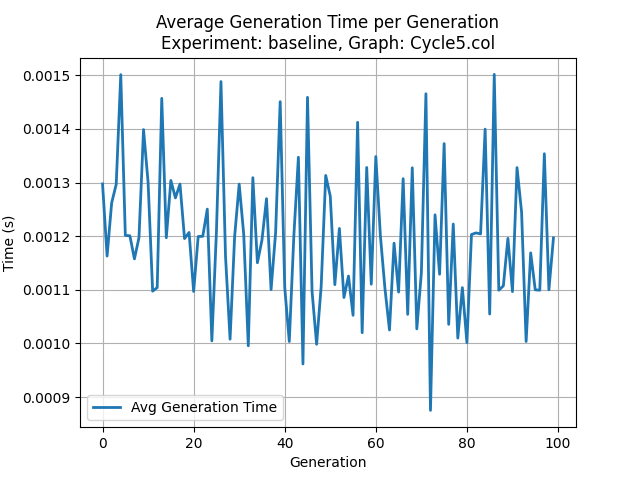 Average Generation Time per Generation
Experiment: baseline, Graph: Cycle5.col
0.0015
0.0014
0.0013
0.0012
0.0011
0.0010
0.0009
Time (s)
Avg Generation Time
0 20 40 60 80 100
Generation